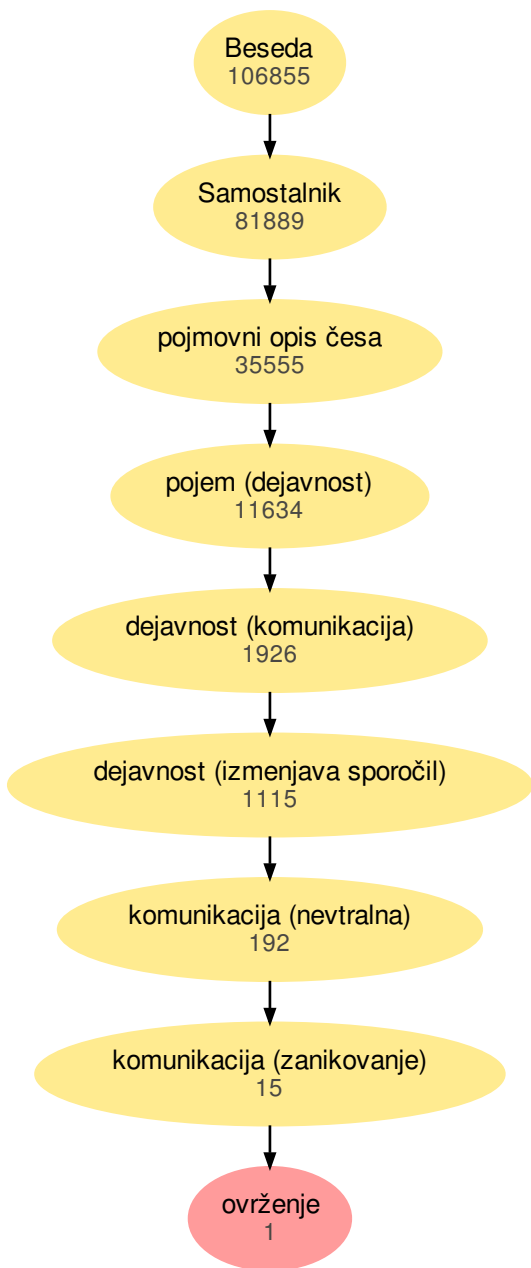 Beseda
106855
Samostalnik
81889
pojmovni opis česa
35555
pojem (dejavnost)
11634
dejavnost (komunikacija)
1926
dejavnost (izmenjava sporočil)
1115
komunikacija (nevtralna)
192
komunikacija (zanikovanje)
15
ovrženje
1